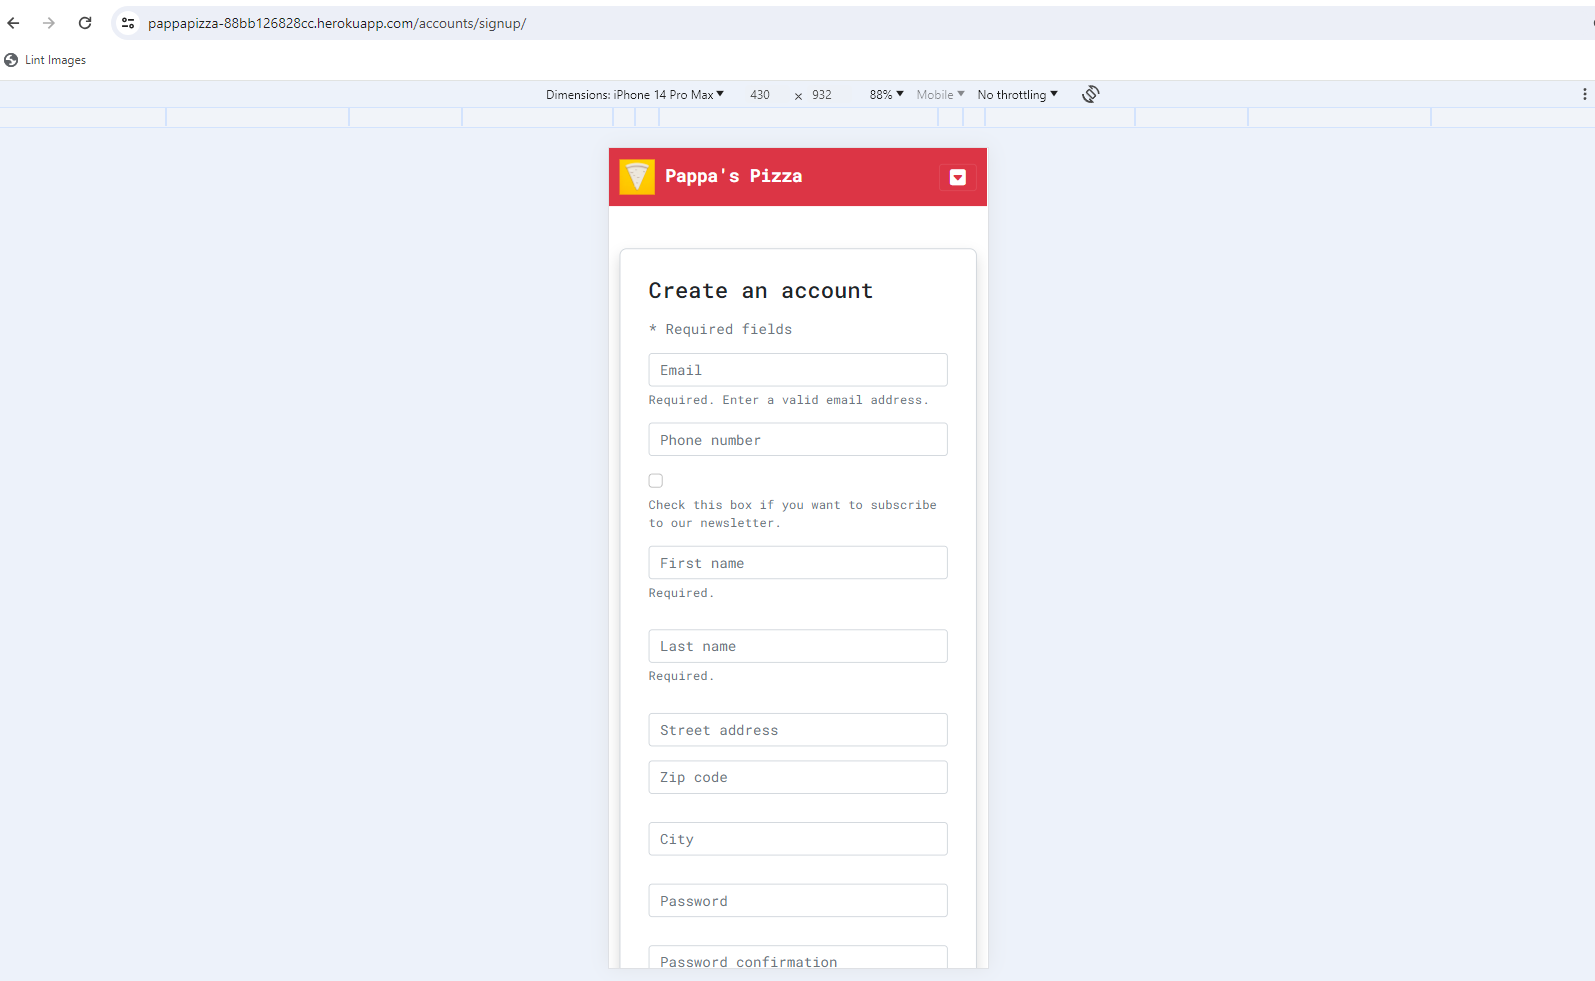 pappapizza-88bb126828cc.herokuapp.com/accounts/signup/
Lint Images
Dimensions: iPhone 14 Pro Max 430 × 932 88% Mobile No throttling
Pappa's Pizza
Create an account
* Required fields
Email
Required. Enter a valid email address.
Phone number
Check this box if you want to subscribe
to our newsletter.
First name
Required.
Last name
Required.
Street address
Zip code
City
Password
Password confirmation